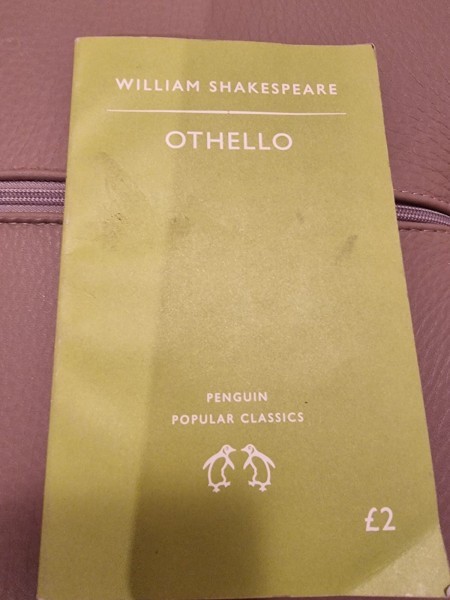 WILLIAM SHAKESPEARE
OTHELLO
PENGUIN
POPULAR CLASSICS
£2